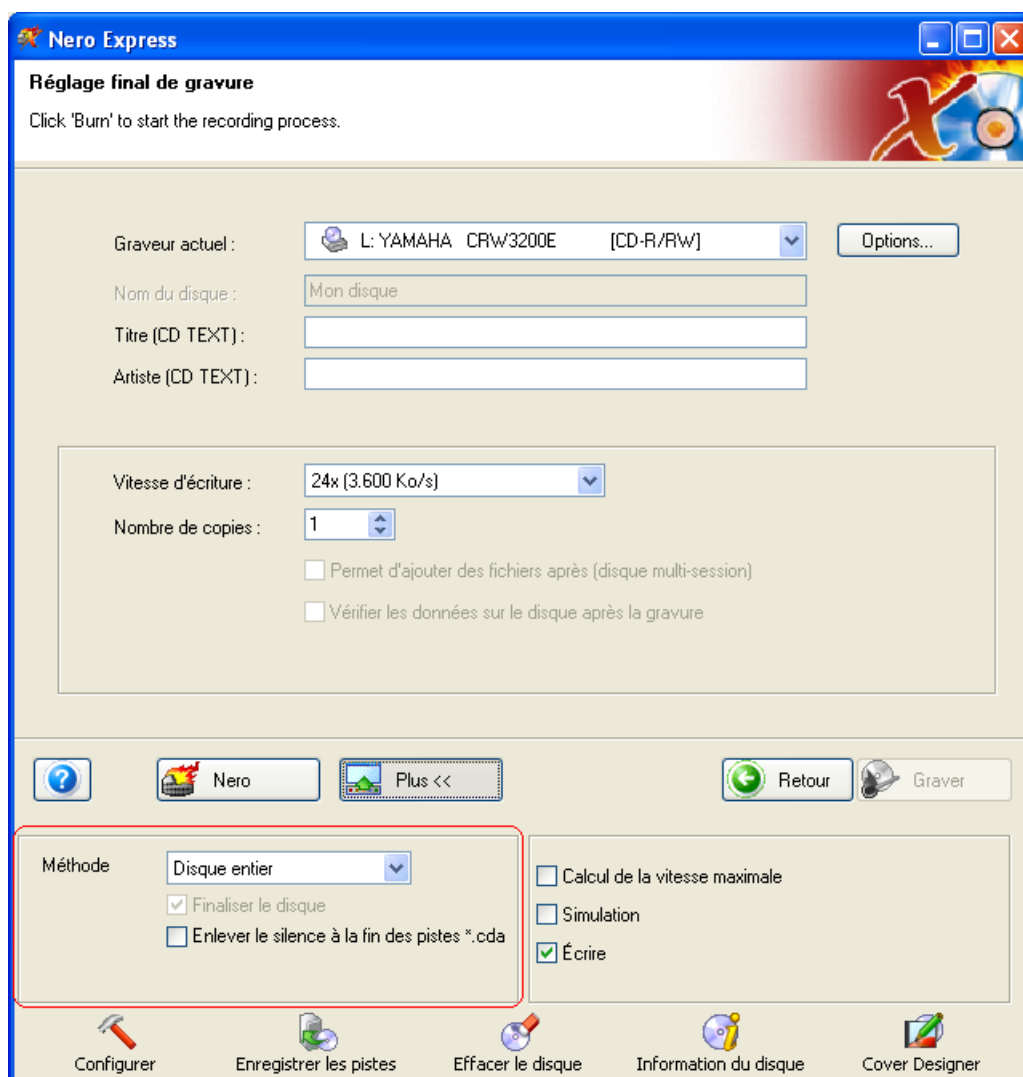 Nero Express
Réglage final de gravure
Click 'Burn' to start the recording process.
Graveur actuel : L: YAMAHA CRW3200E [CD-R/RW] Options...
Nom du disque : Mon disque
Titre (CD TEXT) :
Artiste (CD TEXT) :
Vitesse d'écriture : 24x (3.600 Ko/s)
Nombre de copies : 1
Permet d'ajouter des fichiers après (disque multi-session)
Vérifier les données sur le disque après la gravure
Nero Plus << Retour Graver
Méthode Disque entier
Finaliser le disque
Enlever le silence à la fin des pistes *.cda
Calcul de la vitesse maximale
Simulation
Écrire
Configurer Enregistrer les pistes Effacer le disque Information du disque Cover Designer